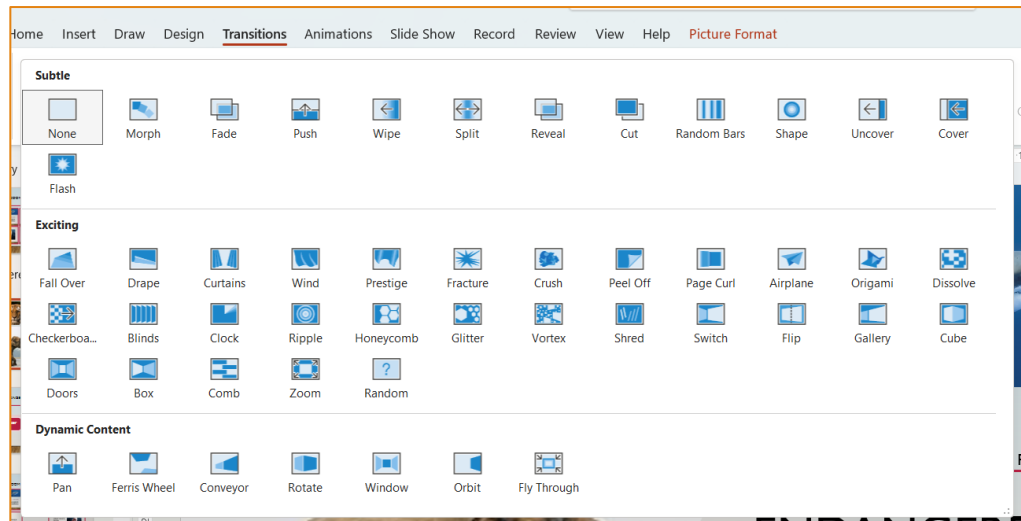 Home Insert Draw Design Transitions Animations Slide Show Record Review View Help Picture Format
Subtle
None Morph Fade Push Wipe Split Reveal Cut Random Bars Shape Uncover Cover
Flash
Exciting
Fall Over Drape Curtains Wind Prestige Fracture Crush Peel Off Page Curl Airplane Origami Dissolve
Checkerboa... Blinds Clock Ripple Honeycomb Glitter Vortex Shred Switch Flip Gallery Cube
Doors Box Comb Zoom Random
Dynamic Content
Pan Ferris Wheel Conveyor Rotate Window Orbit Fly Through